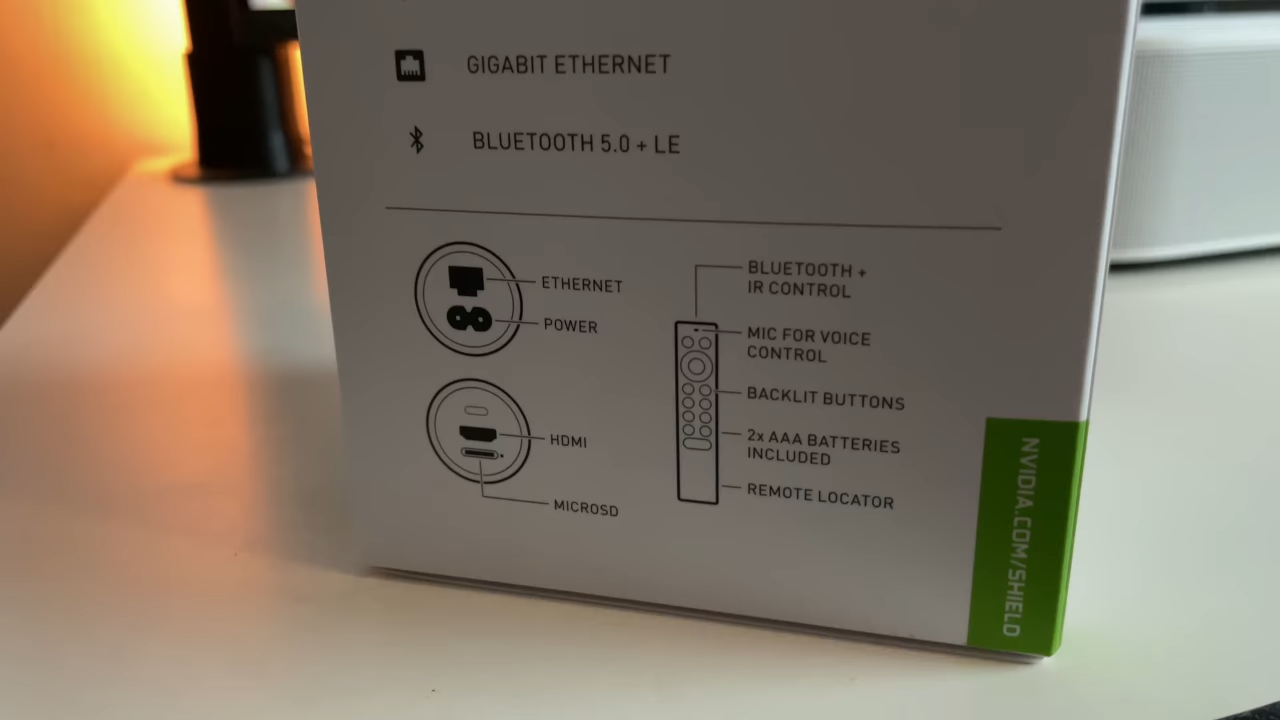 GIGABIT ETHERNET
BLUETOOTH 5.0 + LE
ETHERNET
POWER
HDMI
MICROSD
BLUETOOTH +
IR CONTROL
MIC FOR VOICE
CONTROL
BACKLIT BUTTONS
2x AAA BATTERIES
INCLUDED
REMOTE LOCATOR
NVIDIA.COM/SHIELD